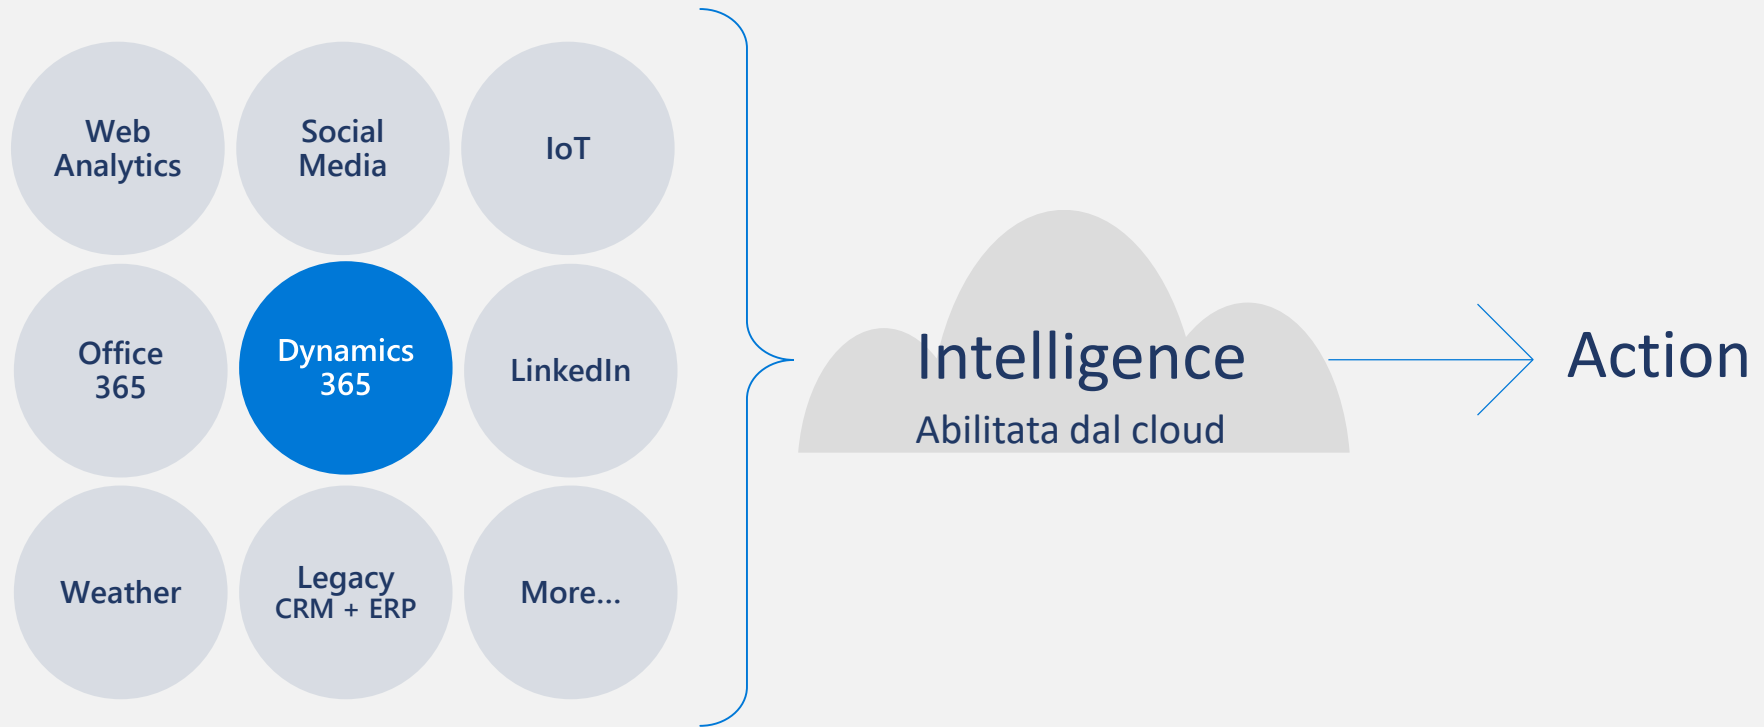 Web
Analytics
Social
Media
IoT
Office
365
Dynamics
365
LinkedIn
Weather
Legacy
CRM + ERP
More...
Intelligence
Abilitata dal cloud
Action